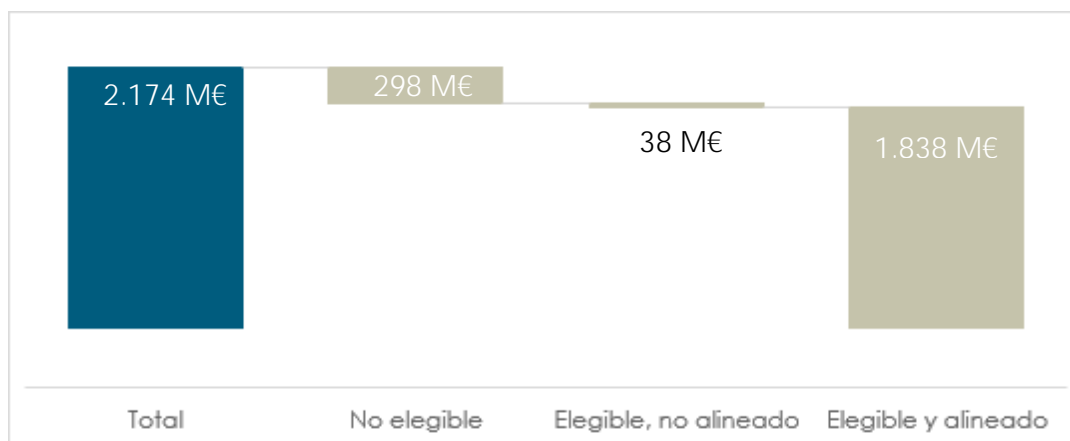 2.174 M€
298 M€
38 M€
1.838 M€
Total
No elegible
Elegible, no alineado
Elegible y alineado